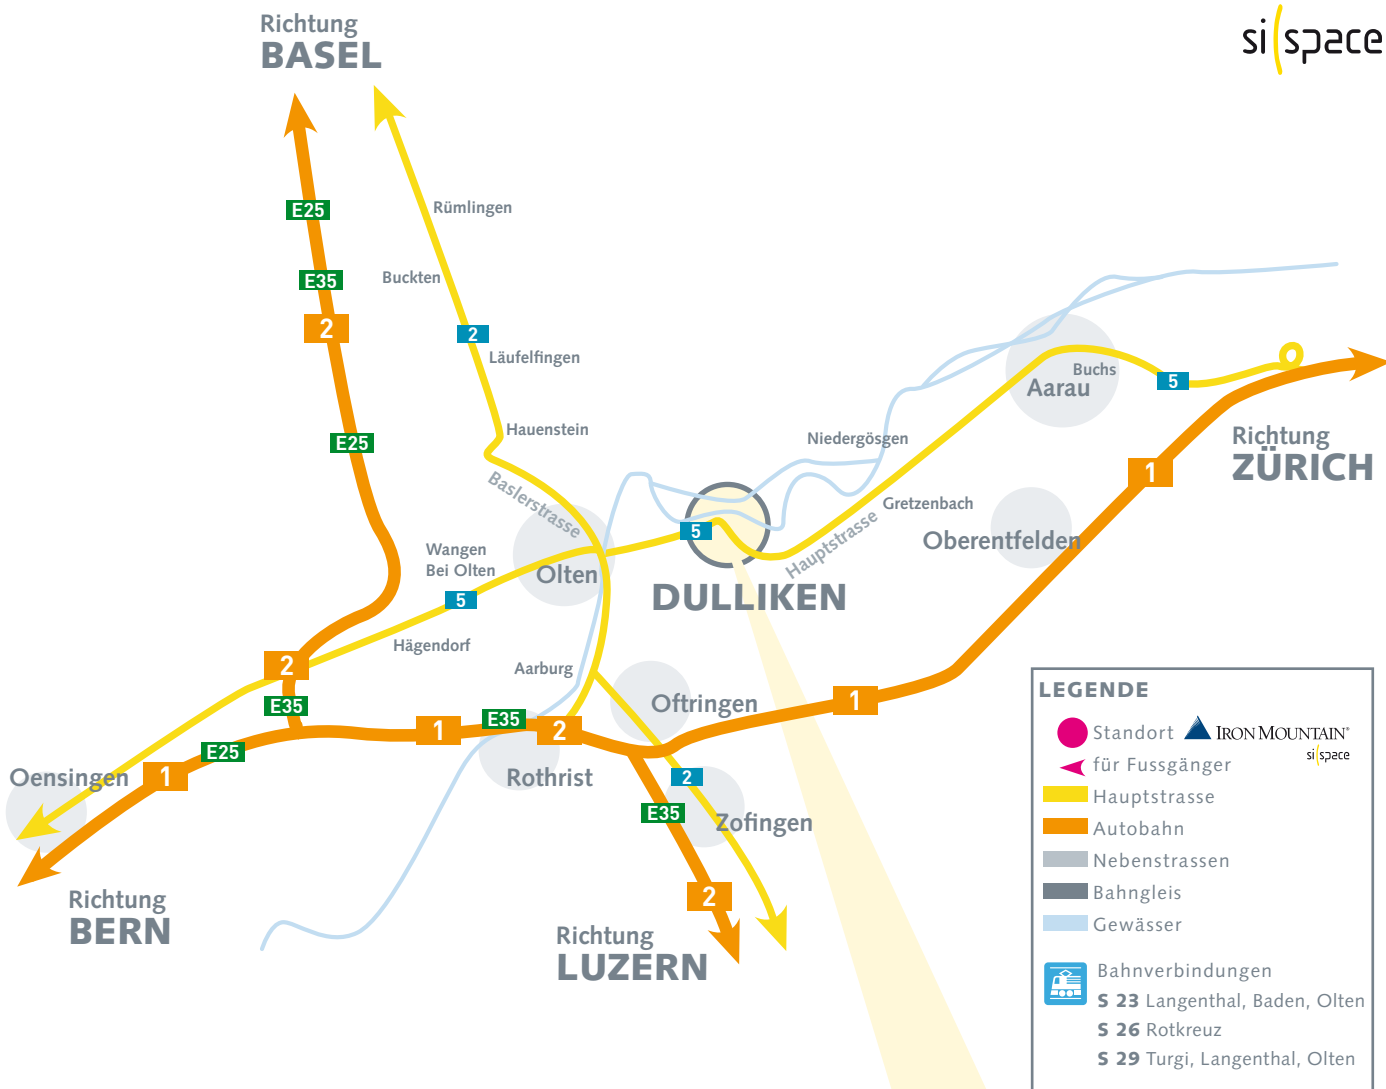 Richtung
BASEL
si(space
E25
Rümlingen
E35
Buckten
2
2
Läufelfingen
Buchs
5
Aarau
E25
Hauenstein
Niedergösgen
Richtung
ZÜRICH
1
Baslerstrasse
Gretzenbach
5
Hauptstrasse
Oberentfelden
Wangen
Bei Olten
Olten
5
DULLIKEN
Hägendorf
2
Aarburg
E35
Oftringen
1
E35
1
2
E25
Oensingen
1
Rothrist
2
E35
Zofingen
2
Richtung
BERN
Richtung
LUZERN
LEGENDE
Standort IRON MOUNTAIN®
si(space
für Fussgänger
Hauptstrasse
Autobahn
Nebenstrassen
Bahngleis
Gewässer
Bahnverbindungen
S 23 Langenthal, Baden, Olten
S 26 Rotkreuz
S 29 Turgi, Langenthal, Olten